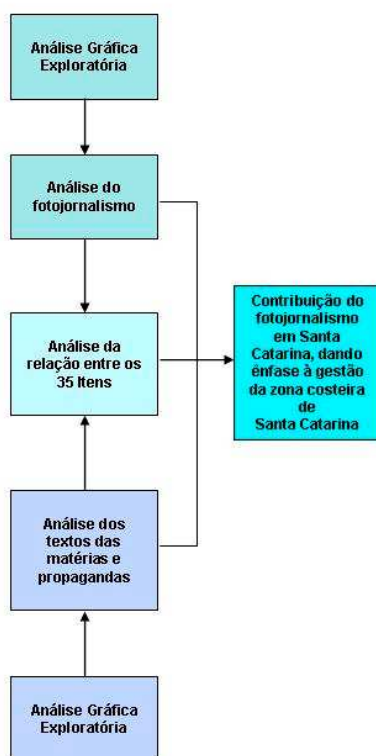 Análise Gráfica
Exploratória
Análise do
fotojornalismo
Análise da
relação entre os
35 Itens
Contribuição do
fotojornalismo
em Santa
Catarina, dando
ênfase à gestão
da zona costeira
de
Santa Catarina
Análise dos
textos das
matérias e
propagandas
Análise Gráfica
Exploratória